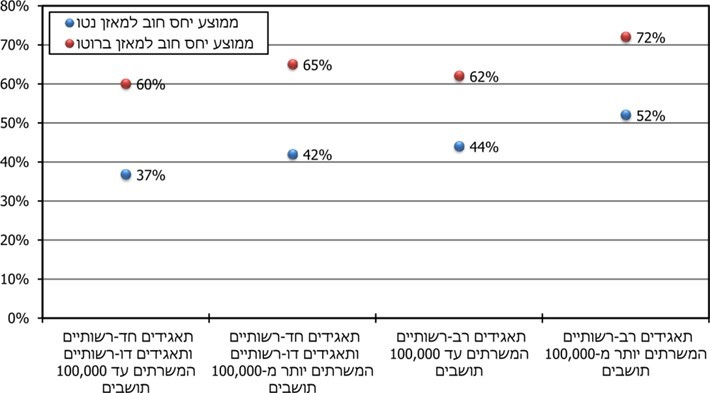 ממוצע יחס חוב למאזן נטו
ממוצע יחס חוב למאזן ברוטו
80%
70%
60%
50%
40%
30%
20%
10%
0%
60%
65%
62%
72%
37%
42%
44%
52%
תאגידים חד-רשותיים
ותאגידים דו-רשותיים
המשרתים עד 100,000
תושבים
תאגידים חד-רשותיים
ותאגידים דו-רשותיים
המשרתים יותר מ-100,000
תושבים
תאגידים רב-רשותיים
המשרתים עד 100,000
תושבים
תאגידים רב-רשותיים
המשרתים יותר מ-100,000
תושבים